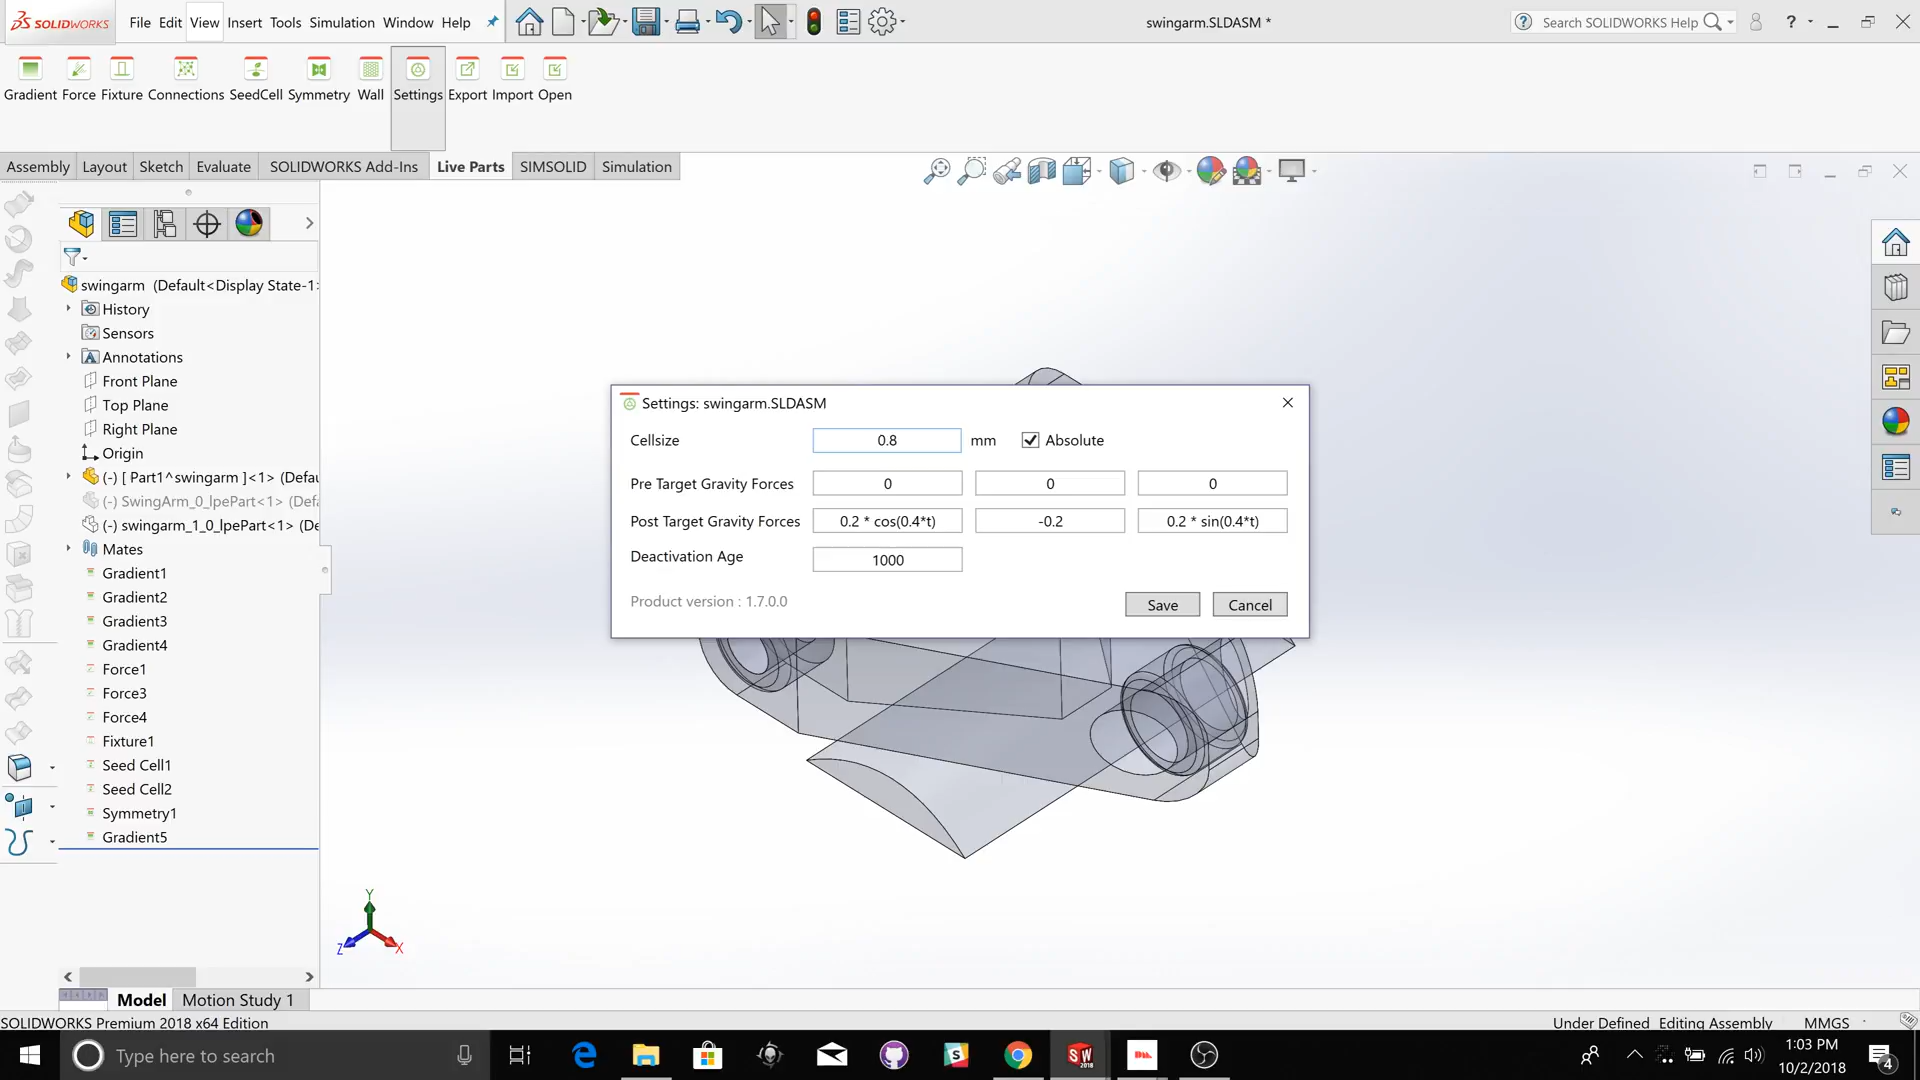 SOLIDWORKS
File Edit View Insert Tools Simulation Window Help
swingarm.SLDASM *
Search SOLIDWORKS Help
Gradient Force Fixture Connections SeedCell Symmetry Wall Settings Export Import Open
Assembly Layout Sketch Evaluate SOLIDWORKS Add-Ins Live Parts SIMSOLID Simulation
swingarm (Default<Display State-1>
History
Sensors
Annotations
Front Plane
Top Plane
Right Plane
Origin
(-) [ Part1^swingarm ]<1> (Defau
(-) SwingArm_0_lpePart<1> (Defa
(-) swingarm_1_0_lpePart<1> (De
Mates
Gradient1
Gradient2
Gradient3
Gradient4
Force1
Force3
Force4
Fixture1
Seed Cell1
Seed Cell2
Symmetry1
Gradient5
Settings: swingarm.SLDASM
Cellsize 0.8 mm Absolute
Pre Target Gravity Forces 0 0 0
Post Target Gravity Forces 0.2 * cos(0.4*t) -0.2 0.2 * sin(0.4*t)
Deactivation Age 1000
Product version : 1.7.0.0 Save Cancel
Y
Z X
Model Motion Study 1
SOLIDWORKS Premium 2018 x64 Edition
Under Defined Editing Assembly MMGS
Type here to search
SW
2018
1:03 PM
10/2/2018
4